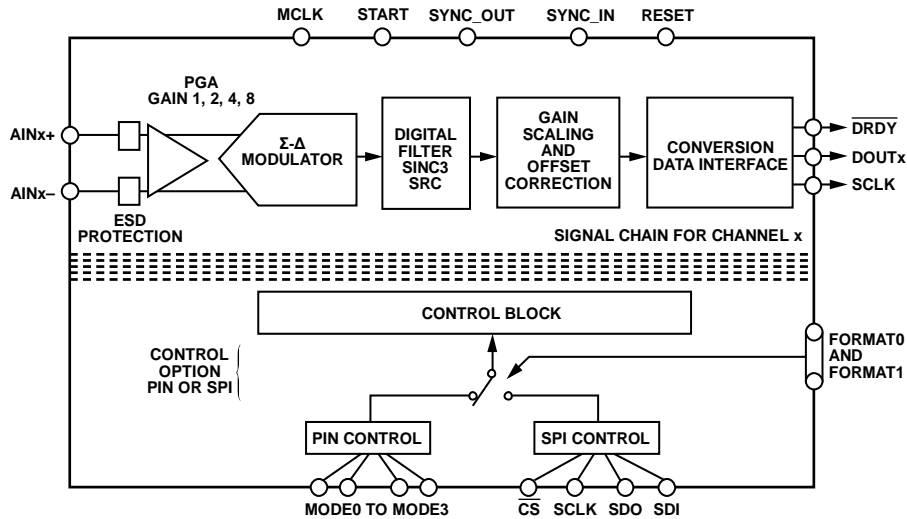 MCLK START SYNC_OUT SYNC_IN RESET
PGA
GAIN 1, 2, 4, 8
AINx+
AINx–
ESD
PROTECTION
Σ-Δ
MODULATOR
DIGITAL
FILTER
SINC3
SRC
GAIN
SCALING
AND
OFFSET
CORRECTION
CONVERSION
DATA INTERFACE
DRDY
DOUTx
SCLK
SIGNAL CHAIN FOR CHANNEL x
CONTROL BLOCK
CONTROL
OPTION
PIN OR SPI
FORMAT0
AND
FORMAT1
PIN CONTROL
SPI CONTROL
MODE0 TO MODE3
CS SCLK SDO SDI